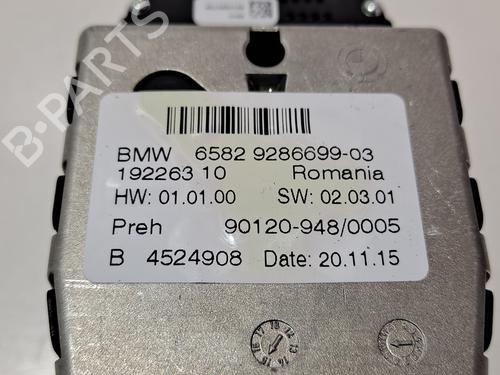 B-PARTS
BMW 6582 9286699-03
192263 10 Romania
HW: 01.01.00 SW: 02.03.01
Preh 90120-948/0005
B 4524908 Date: 20.11.15